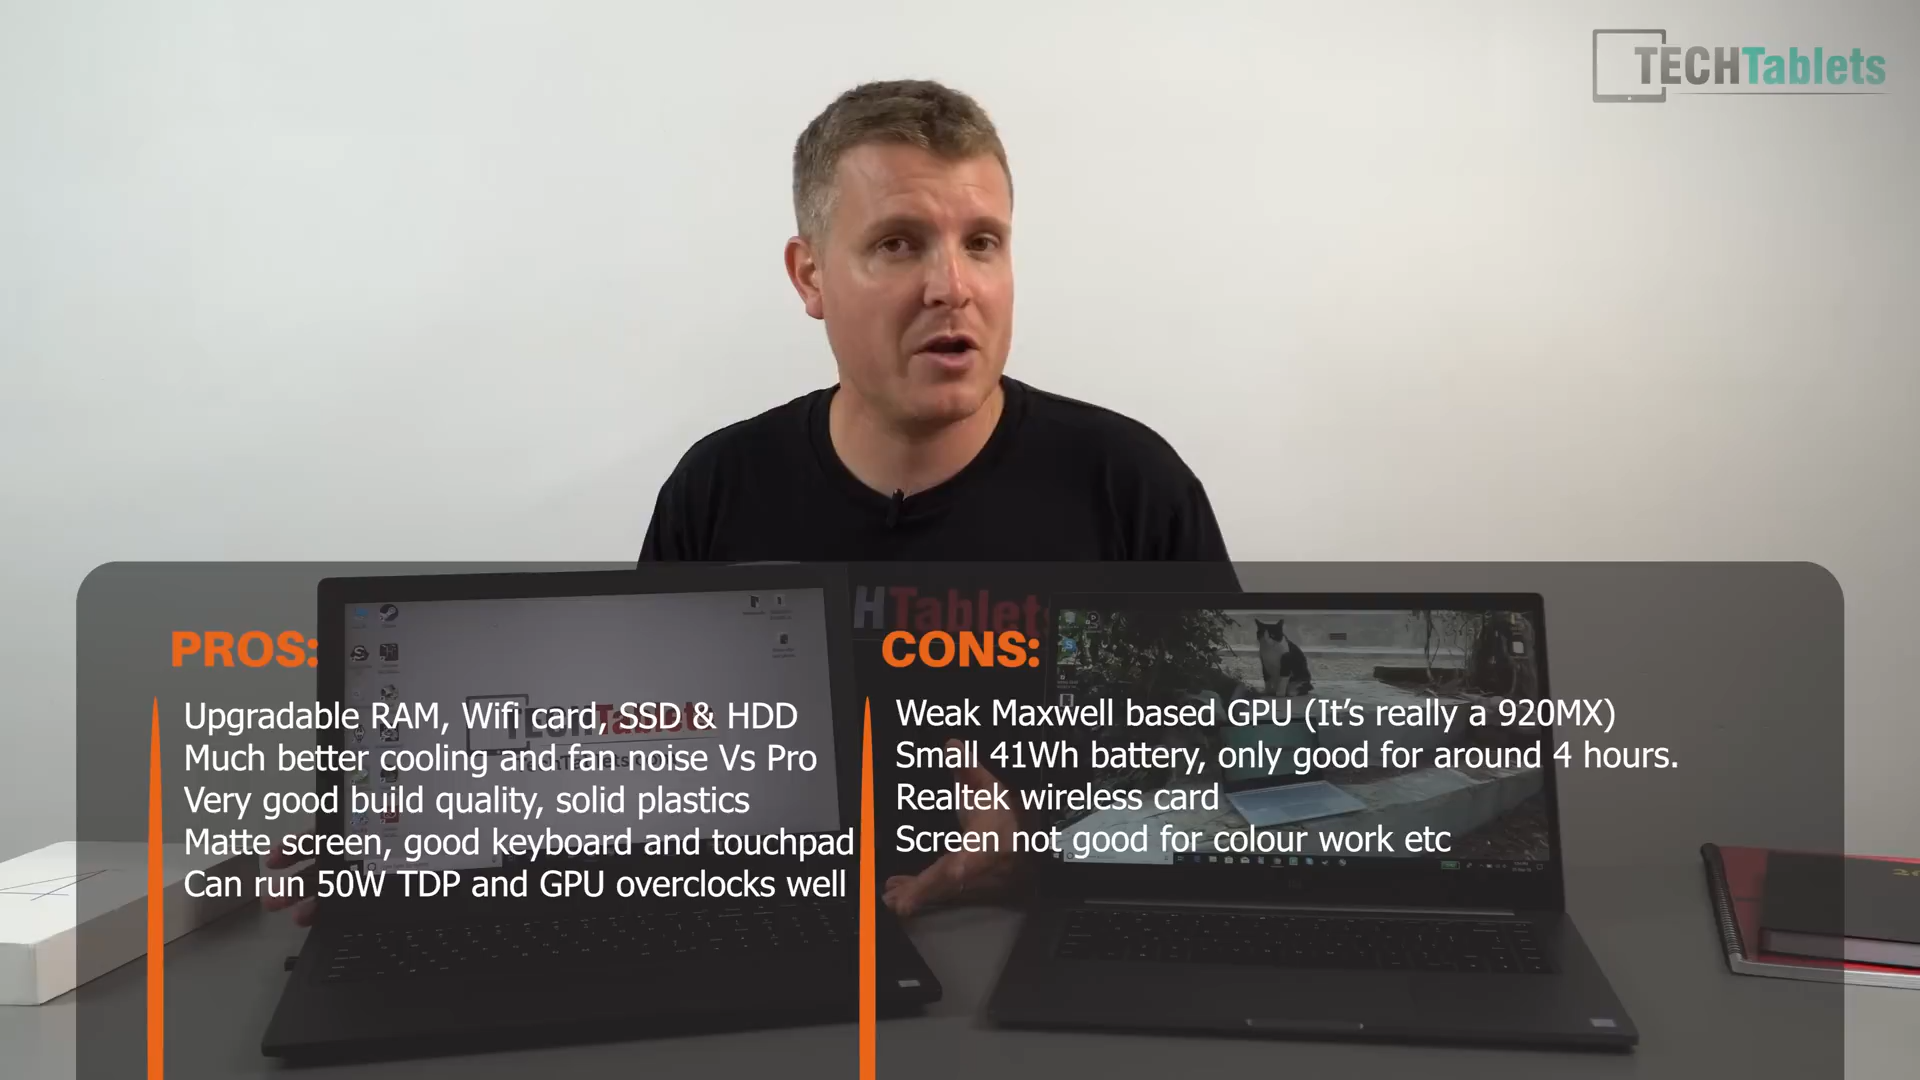 TECHTablets
HTablets
PROS:
Upgradable RAM, Wifi card, SSD & HDD
Much better cooling and fan noise Vs Pro
Very good build quality, solid plastics
Matte screen, good keyboard and touchpad
Can run 50W TDP and GPU overclocks well
CONS:
Weak Maxwell based GPU (It’s really a 920MX)
Small 41Wh battery, only good for around 4 hours.
Realtek wireless card
Screen not good for colour work etc